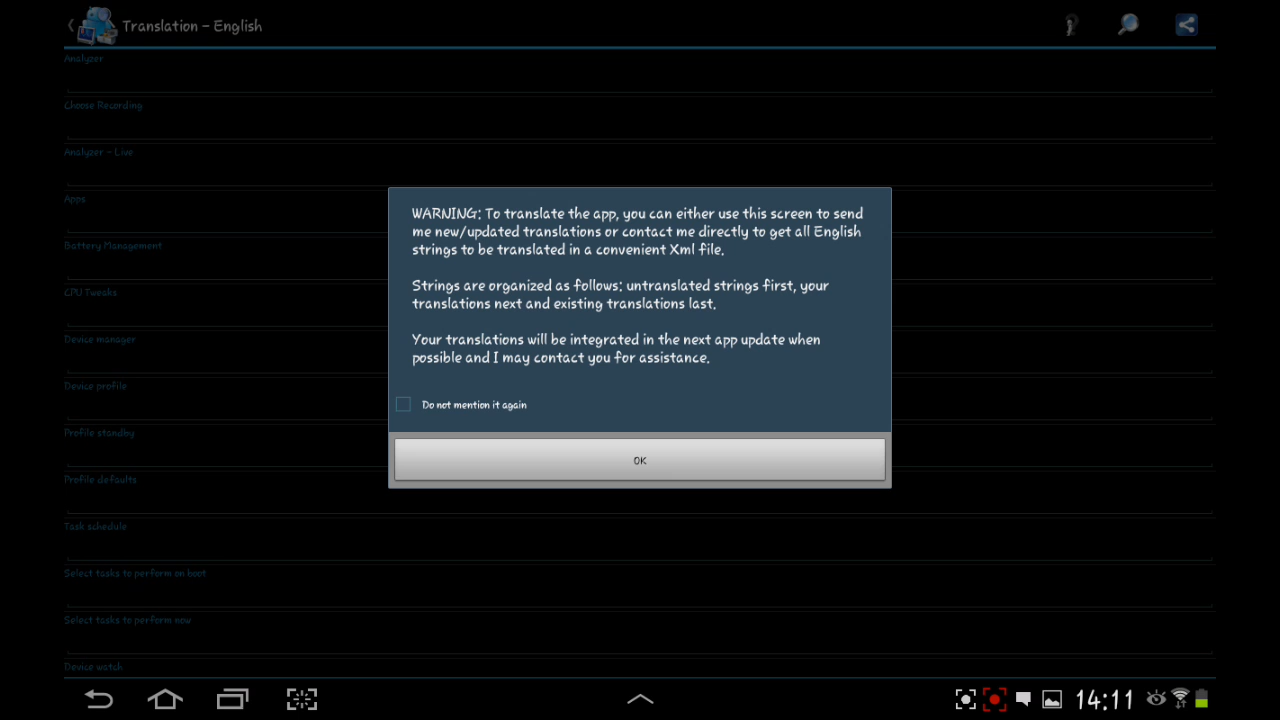 Translation – English
Analyzer
Choose Recording
Analyzer – Live
Apps
Battery Management
CPU Tweaks
Device manager
Device profile
Profile standby
Profile defaults
Task schedule
Select tasks to perform on boot
Select tasks to perform now
Device watch
WARNING: To translate the app, you can either use this screen to send
me new/updated translations or contact me directly to get all English
strings to be translated in a convenient Xml file.
Strings are organized as follows: untranslated strings first, your
translations next and existing translations last.
Your translations will be integrated in the next app update when
possible and I may contact you for assistance.
Do not mention it again
OK
14:11